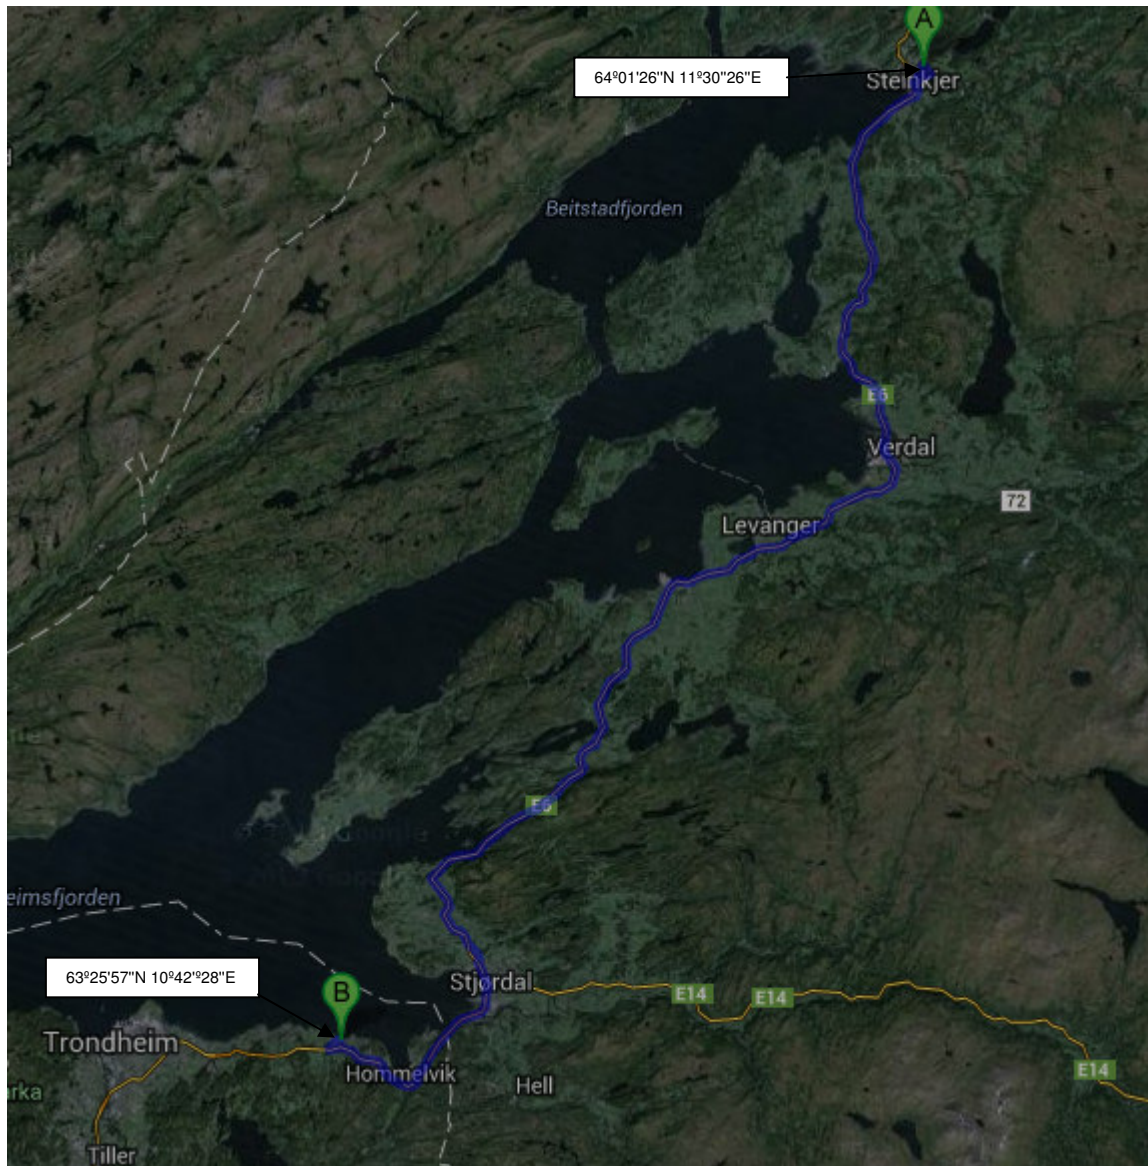 A
64º01'26"N 11º30'26"E
Steinkjer
Beitstadfjorden
E6
Verdal
72
Levanger
E6
eimsfjorden
63º25'57"N 10º42'º28"E
Stjørdal
B
E14
E14
Trondheim
Hommelvik
Hell
E14
arka
Tiller